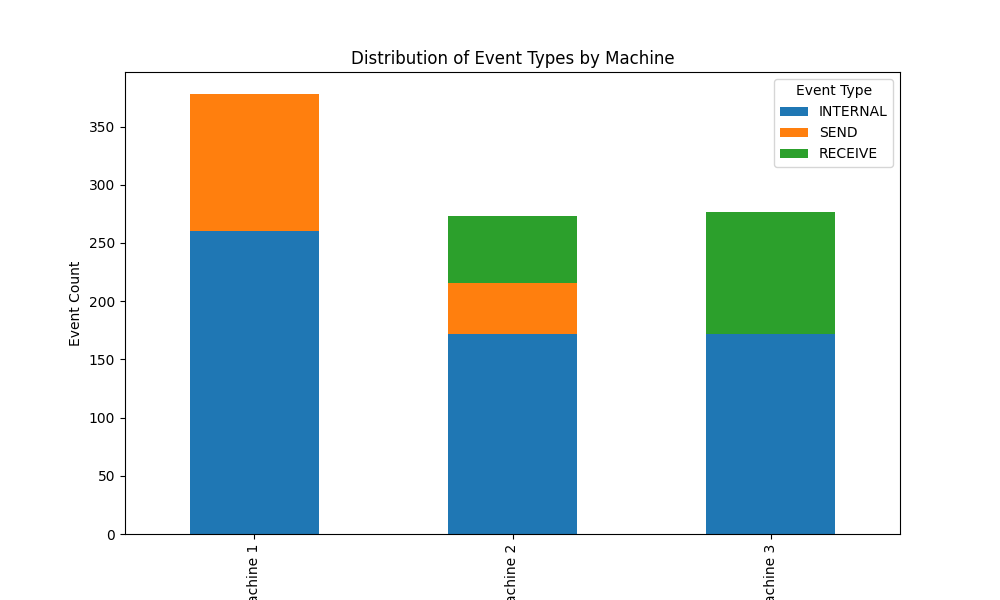 Distribution of Event Types by Machine
Event Type
INTERNAL
SEND
RECEIVE
Event Count
350
300
250
200
150
100
50
0
achine 1
achine 2
achine 3